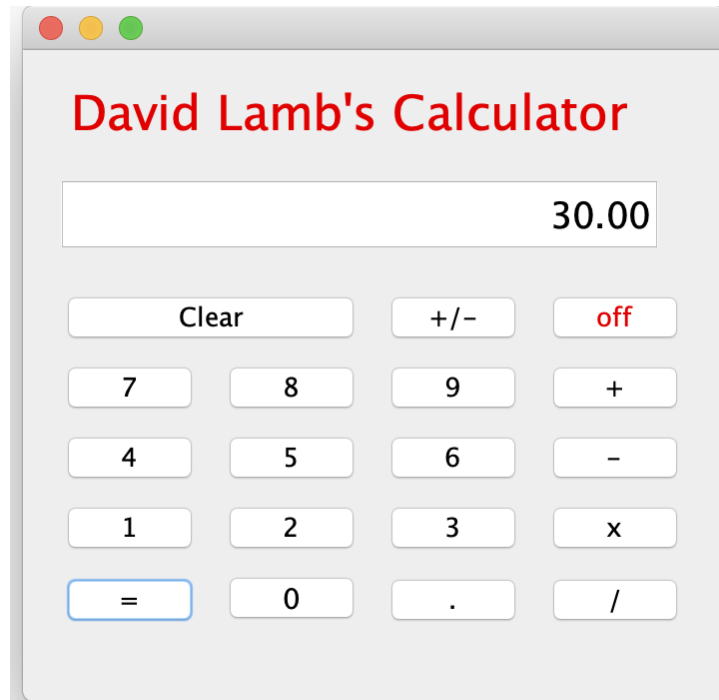 David Lamb's Calculator
30.00
Clear +/- off
7 8 9 +
4 5 6 -
1 2 3 x
= 0 . /